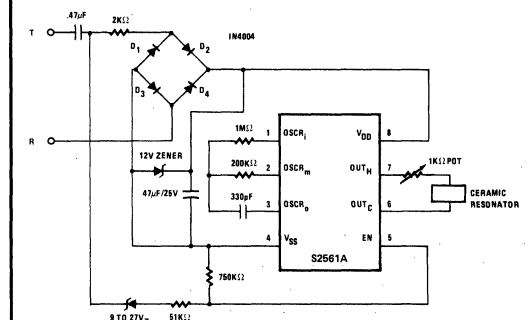 .47μF
2KΩ
IN4004
T
D1
D2
D3
D4
R
12V ZENER
47μF/25V
1MΩ
200KΩ
330pF
1 OSCRi
2 OSCRm
3 OSCRo
4 VSS
VDD 8
OUTH 7
OUTC 6
EN 5
S2561A
1KΩ POT
CERAMIC
RESONATOR
750KΩ
51KΩ
9 TO 27V–